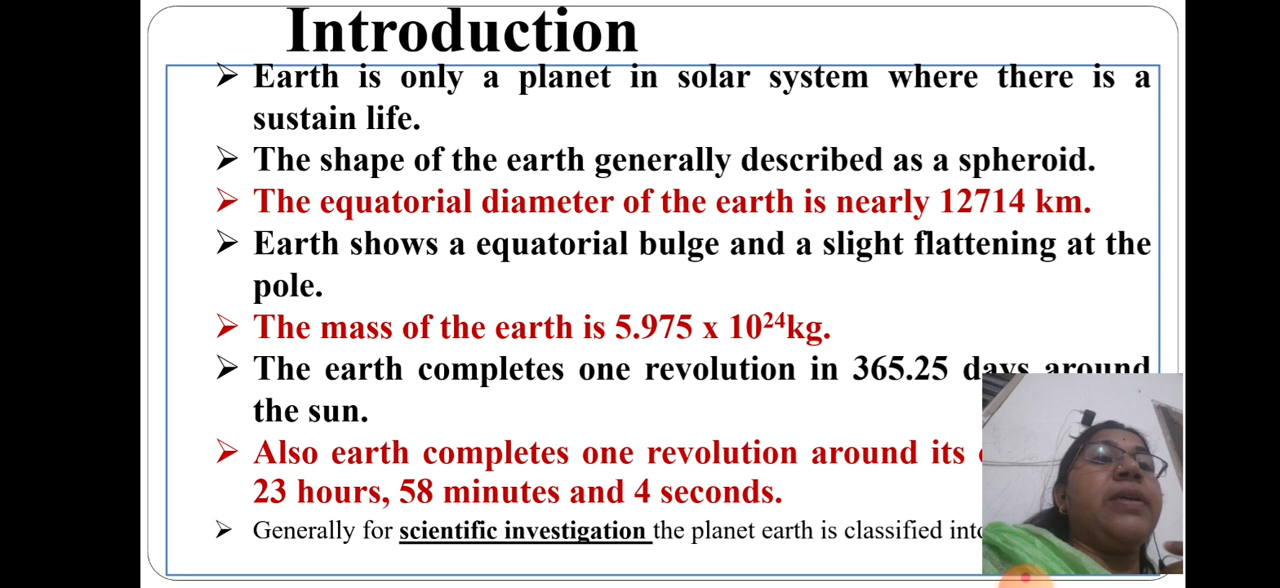 Introduction
➢ Earth is only a planet in solar system where there is a
sustain life.
➢ The shape of the earth generally described as a spheroid.
➢ The equatorial diameter of the earth is nearly 12714 km.
➢ Earth shows a equatorial bulge and a slight flattening at the
pole.
➢ The mass of the earth is 5.975 x 10²⁴kg.
➢ The earth completes one revolution in 365.25 days around
the sun.
➢ Also earth completes one revolution around its
23 hours, 58 minutes and 4 seconds.
➢ Generally for scientific investigation the planet earth is classified